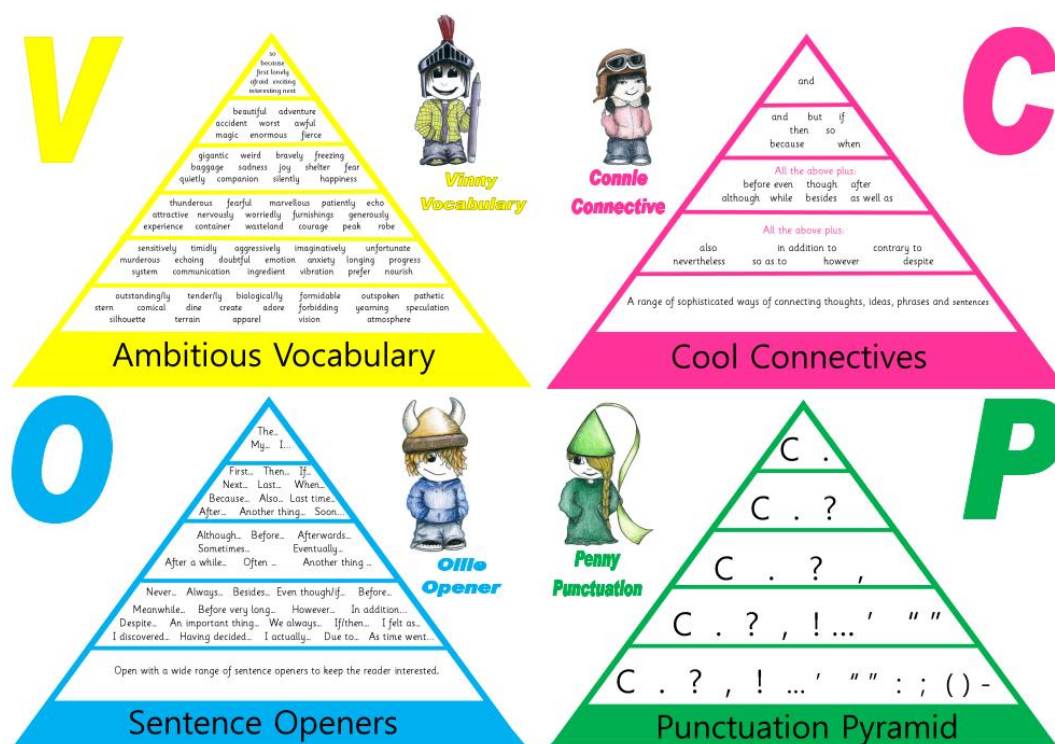 V
so
because
first lonely
afraid exciting
interesting next
beautiful adventure
accident worst awful
magic enormous fierce
gigantic weird bravely freezing
baggage sadness joy shelter fear
quietly companion silently happiness
thunderous fearful marvellous patiently echo
attractive nervously worriedly furnishings generously
experience container wasteland courage peak robe
sensitively timidly aggressively imaginatively unfortunate
murderous echoing doubtful emotion anxiety longing progress
system communication ingredient vibration prefer nourish
outstanding/ly tender/ly biological/ly formidable outspoken pathetic
stern comical dine create adore forbidding yearning speculation
silhouette terrain apparel vision atmosphere
Ambitious Vocabulary
Vinny
Vocabulary
C
and
and but if
then so
because when
All the above plus:
before even though after
although while besides as well as
All the above plus:
also in addition to contrary to
nevertheless so as to however despite
A range of sophisticated ways of connecting thoughts, ideas, phrases and sentences
Cool Connectives
Connie
Connective
O
The...
My... I...
First... Then... If...
Next... Last... When...
Because... Also... Last time...
After... Another thing... Soon...
Although... Before... Afterwards...
Sometimes... Eventually...
After a while... Often ... Another thing ...
Never... Always... Besides... Even though/if... Before...
Meanwhile... Before very long... However... In addition...
Despite... An important thing... We always... If/then... I felt as...
I discovered... Having decided... I actually... Due to... As time went...
Open with a wide range of sentence openers to keep the reader interested.
Sentence Openers
Ollie
Opener
P
C .
C . ?
C . ? ,
C . ? , ! ... ’ “ ”
C . ? , ! ... ’ “ ” : ; ( ) -
Punctuation Pyramid
Penny
Punctuation